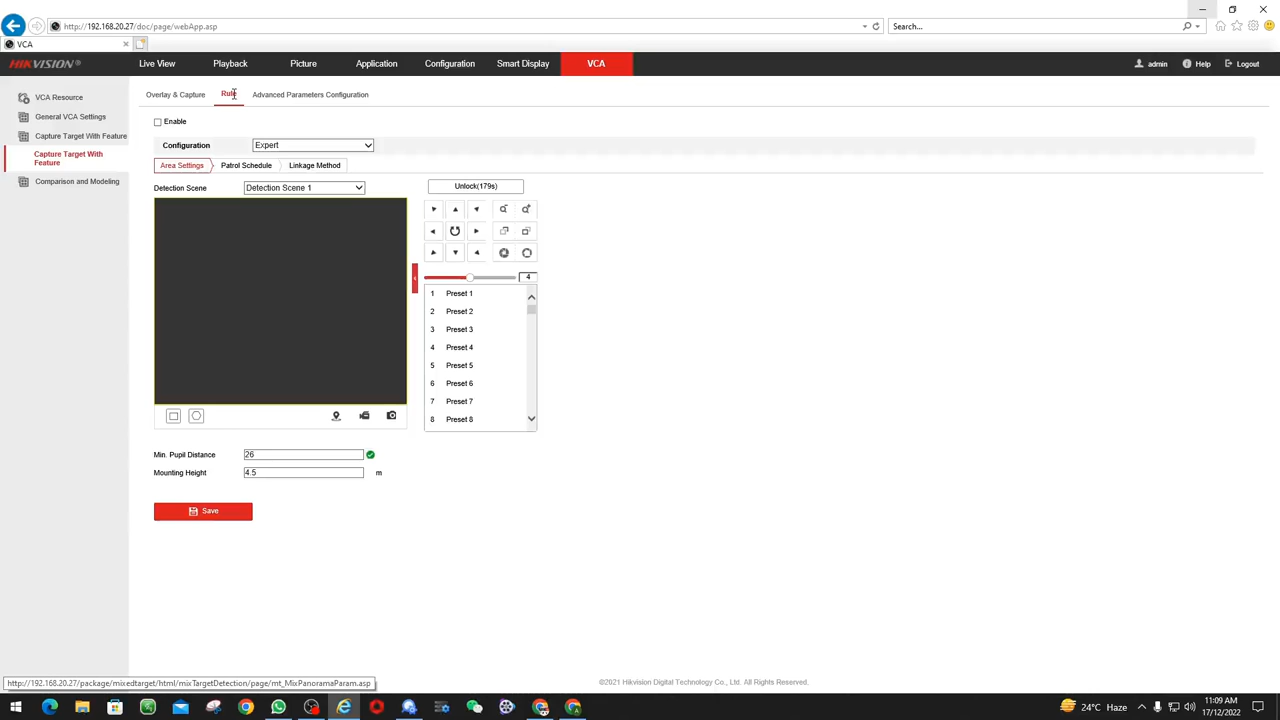 http://192.168.20.27/doc/page/webApp.asp
Search...
VCA
HIKVISION®
Live View
Playback
Picture
Application
Configuration
Smart Display
VCA
admin
Help
Logout
VCA Resource
General VCA Settings
Capture Target With Feature
Capture Target With
Feature
Comparison and Modeling
Overlay & Capture
Rule
Advanced Parameters Configuration
Enable
Configuration
Expert
Area Settings
Patrol Schedule
Linkage Method
Detection Scene
Detection Scene 1
Unlock(179s)
4
1 Preset 1
2 Preset 2
3 Preset 3
4 Preset 4
5 Preset 5
6 Preset 6
7 Preset 7
8 Preset 8
Min. Pupil Distance
26
Mounting Height
4.5
m
Save
©2021 Hikvision Digital Technology Co., Ltd. All Rights Reserved.
http://192.168.20.27/package/mixedtarget/html/mixTargetDetection/page/mt_MixPanoramaParam.asp
24°C Haze
11:09 AM
17/12/2022